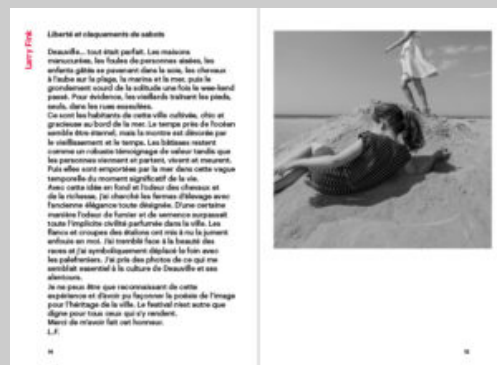 Larry Fink
Liberté et claquements de sabots
Deauville... tout était parfait. Les maisons
manucurées, les foules de personnes aisées, les
enfants gâtés se pavanant dans la soie, les chevaux
à l'aube sur la plage, la marina et la mer, puis le
grondement sourd de la solitude une fois le wee-kend
passé. Pour évidence, les vieillards traînant les pieds,
seuls, dans les rues esseulées.
Ce sont les habitants de cette ville cultivée, chic et
gracieuse au bord de la mer. Le temps près de l'océan
semble être éternel, mais la montre est dévorée par
le vieillissement et le temps. Les bâtisses restent
comme un robuste témoignage de valeur tandis que
les personnes viennent et partent, vivent et meurent.
Puis elles sont emportées par la mer dans cette vague
temporelle du moment significatif de la vie.
Avec cette idée en fond et l'odeur des chevaux et
de la richesse, j'ai cherché les fermes d'élevage avec
l'ancienne élégance toute désignée. D'une certaine
manière l'odeur de fumier et de semence surpassait
toute l'implicite civilité parfumée dans la ville. Les
flancs et croupes des étalons ont mis à nu la jument
enfouie en moi. J'ai tremblé face à la beauté des
races et j'ai symboliquement déplacé le foin avec
les palefreniers. J'ai pris des photos de ce qui me
semblait essentiel à la culture de Deauville et ses
alentours.
Je ne peux être que reconnaissant de cette
expérience et d'avoir pu façonner la poésie de l'image
pour l'héritage de la ville. Le festival n'est autre que
digne pour tous ceux qui s'y rendent.
Merci de m'avoir fait cet honneur.
L.F.
14